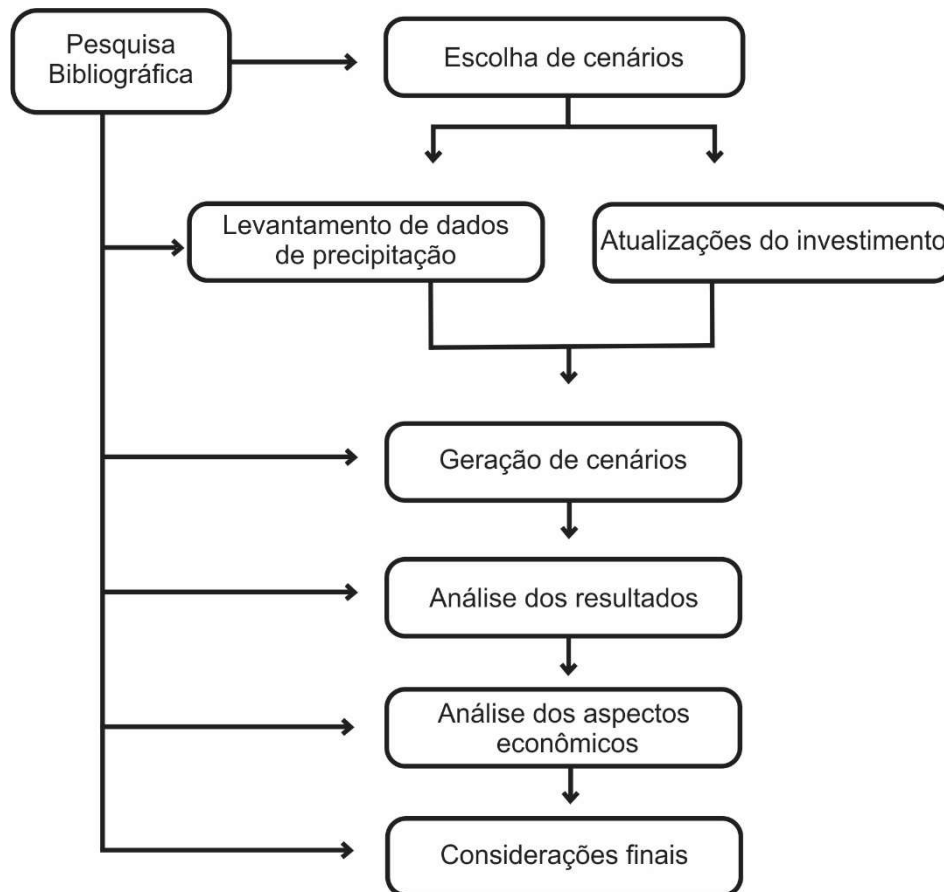 Pesquisa
Bibliográfica
Escolha de cenários
Levantamento de dados
de precipitação
Atualizações do investimento
Geração de cenários
Análise dos resultados
Análise dos aspectos
econômicos
Considerações finais